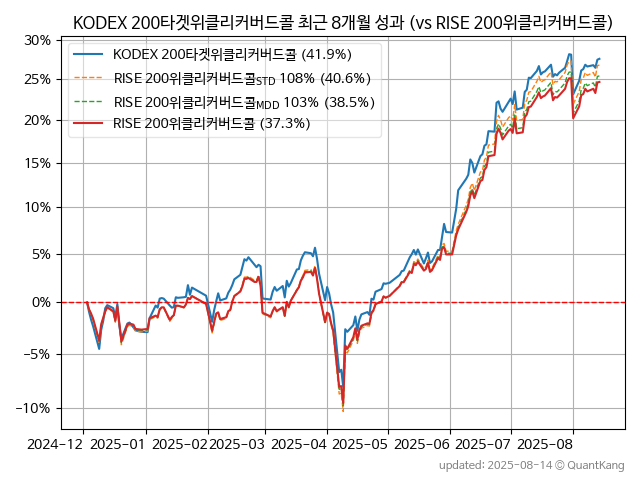 KODEX 200타겟위클리커버드콜 최근 8개월 성과 (vs RISE 200위클리커버드콜)
KODEX 200타겟위클리커버드콜 (41.9%)
RISE 200위클리커버드콜STD 108% (40.6%)
RISE 200위클리커버드콜MDD 103% (38.5%)
RISE 200위클리커버드콜 (37.3%)
30%
25%
20%
15%
10%
5%
0%
−5%
−10%
2024-12 2025-01 2025-02 2025-03 2025-04 2025-05 2025-06 2025-07 2025-08
updated: 2025-08-14 © QuantKang